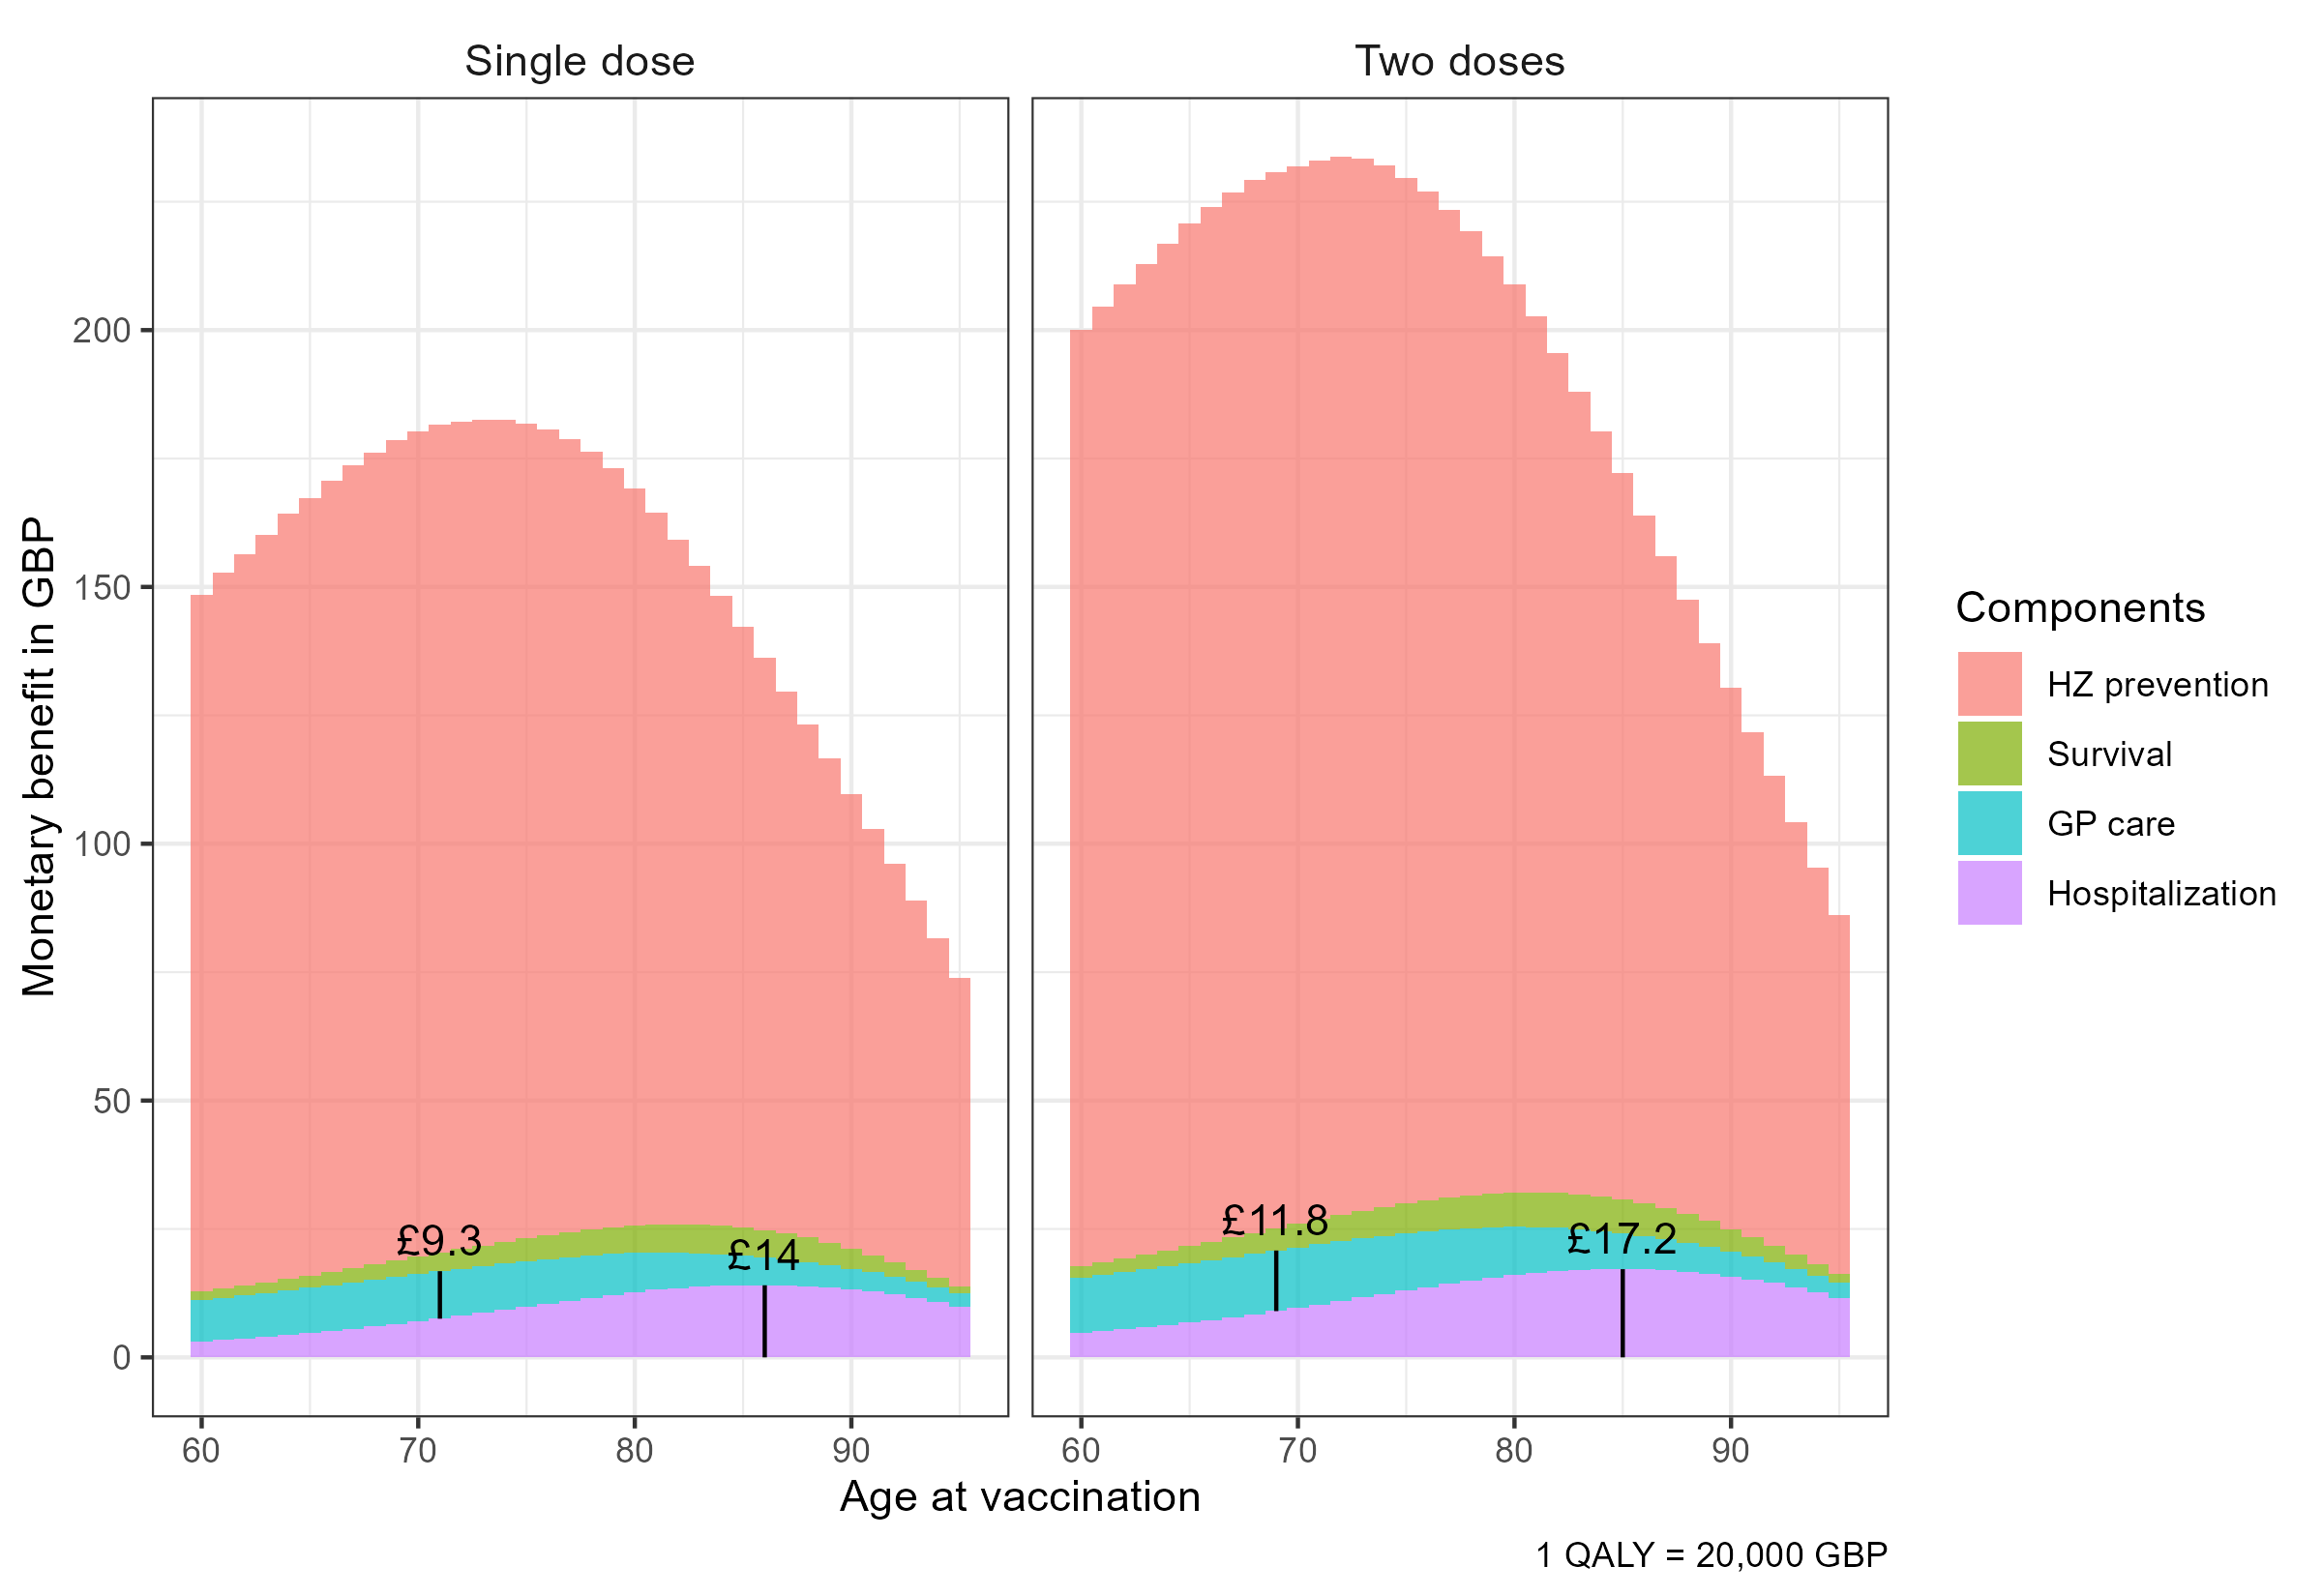 Single dose
Two doses
Monetary benefit in GBP
200
150
100
50
0
£9.3
£14
£11.8
£17.2
60
70
80
90
60
70
80
90
Age at vaccination
1 QALY = 20,000 GBP
Components
HZ prevention
Survival
GP care
Hospitalization